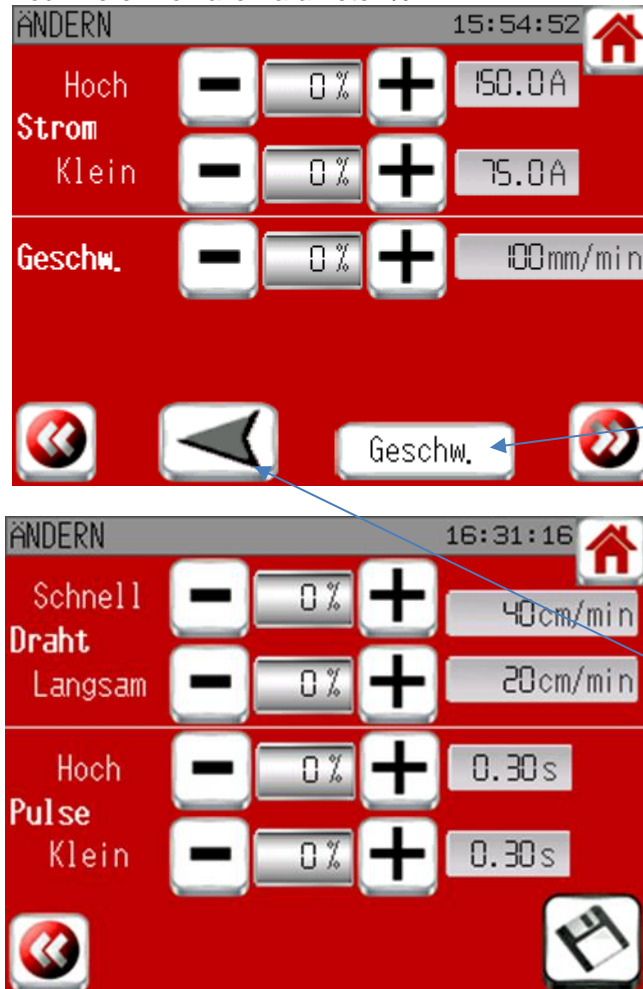 ÄNDERN 15:54:52
Hoch 0 % 150.0A
Strom
Klein 0 % 75.0A
Geschw. 0 % 100mm/min
Geschw.
ÄNDERN 16:31:16
Schnell 0 % 40cm/min
Draht
Langsam 0 % 20cm/min
Hoch 0 % 0.30s
Pulse
Klein 0 % 0.30s